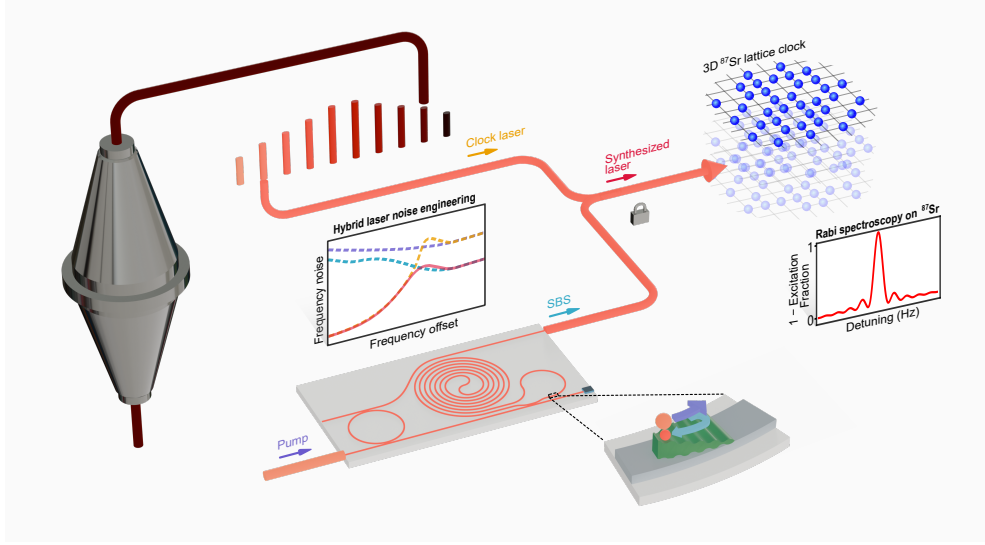 3D ⁸⁷Sr lattice clock
Clock laser
Synthesized
laser
Hybrid laser noise engineering
Frequency noise
Frequency offset
Rabi spectroscopy on ⁸⁷Sr
1
0
1 – Excitation
Fraction
Detuning (Hz)
SBS
Pump